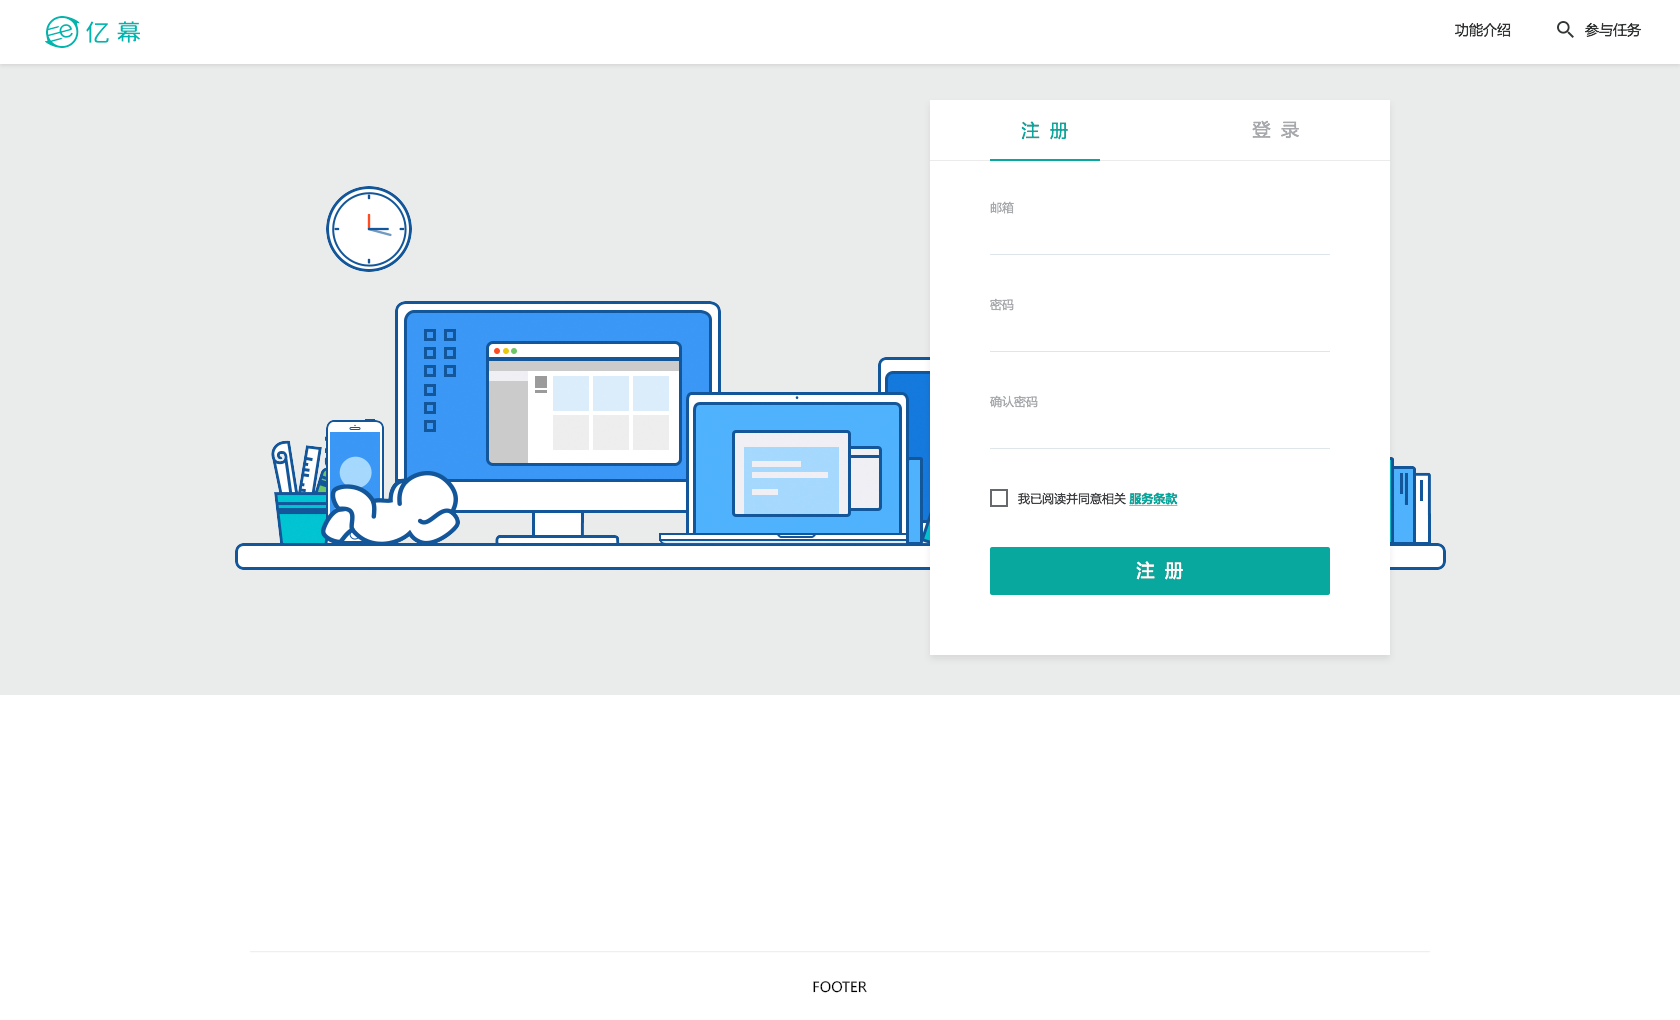 亿幕
功能介绍
参与任务
注 册
登 录
邮箱
密码
确认密码
我已阅读并同意相关 服务条款
注 册
FOOTER